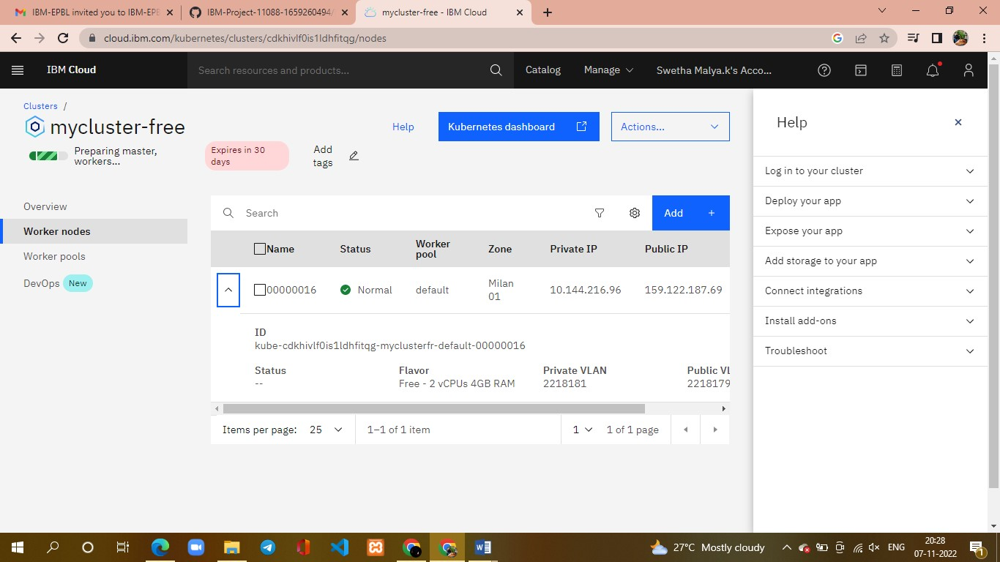 IBM-EPBL invited you to IBM-EPB
IBM-Project-11088-1659260494/
mycluster-free - IBM Cloud
cloud.ibm.com/kubernetes/clusters/cdkhivlf0is1ldhfitqg/nodes
IBM Cloud
Search resources and products...
Catalog
Manage
Swetha Malya.k's Acco...
Clusters /
mycluster-free
Help
Kubernetes dashboard
Actions...
Preparing master,
workers...
Expires in 30
days
Add
tags
Overview
Worker nodes
Worker pools
DevOps New
Search
Add +
Name Status Worker pool Zone Private IP Public IP
00000016 Normal default Milan 01 10.144.216.96 159.122.187.69
ID
kube-cdkhivlf0is1ldhfitqg-myclusterfr-default-00000016
Status Flavor Private VLAN Public VL
-- Free - 2 vCPUs 4GB RAM 2218181 2218179
Items per page: 25 1–1 of 1 item 1 1 of 1 page
Help
Log in to your cluster
Deploy your app
Expose your app
Add storage to your app
Connect integrations
Install add-ons
Troubleshoot
27°C Mostly cloudy
ENG
20:28
07-11-2022
1